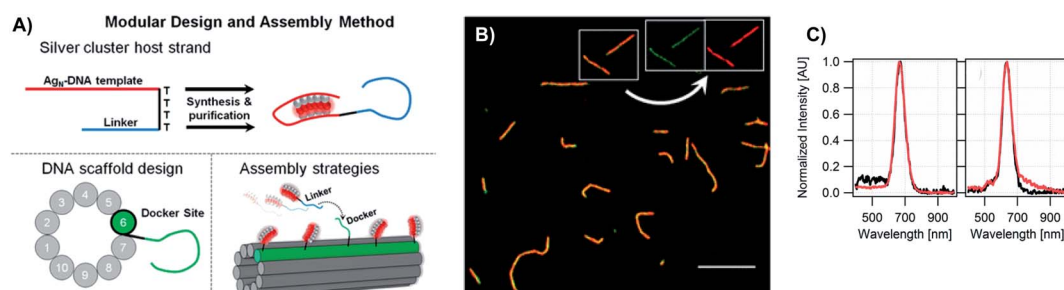 A)
Modular Design and Assembly Method
Silver cluster host strand
AgN-DNA template
T
T
T
T
Linker
Synthesis &
purification
DNA scaffold design
1
2
3
4
5
6
7
8
9
10
Docker Site
Assembly strategies
Linker
Docker
B)
C)
Normalized Intensity [AU]
1.0
0.8
0.6
0.4
0.2
0.0
500
700
900
Wavelength [nm]
500
700
900
Wavelength [nm]